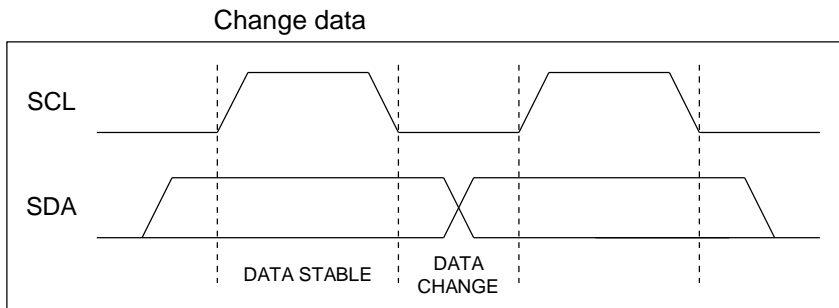 Change data
SCL
SDA
DATA STABLE
DATA
CHANGE